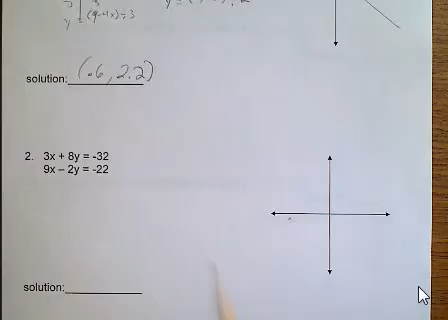 y = (9-4x)÷3
solution: (.6, 2.2)
2. 3x + 8y = -32
9x – 2y = -22
solution: